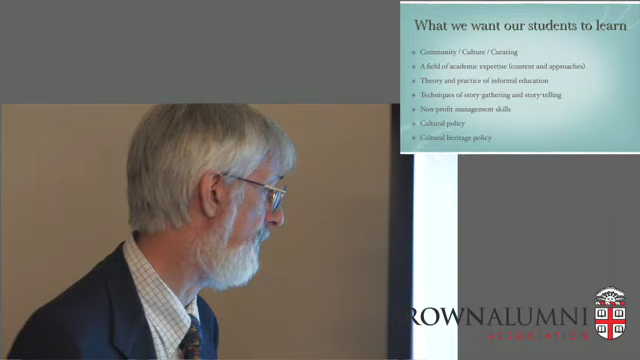 What we want our students to learn
Community / Culture / Curating
A field of academic expertise (content and approaches)
Theory and practice of informal education
Techniques of story-gathering and story-telling
Non-profit management skills
Cultural policy
Cultural heritage policy
ROWNALUMNI
ASSOCIATION